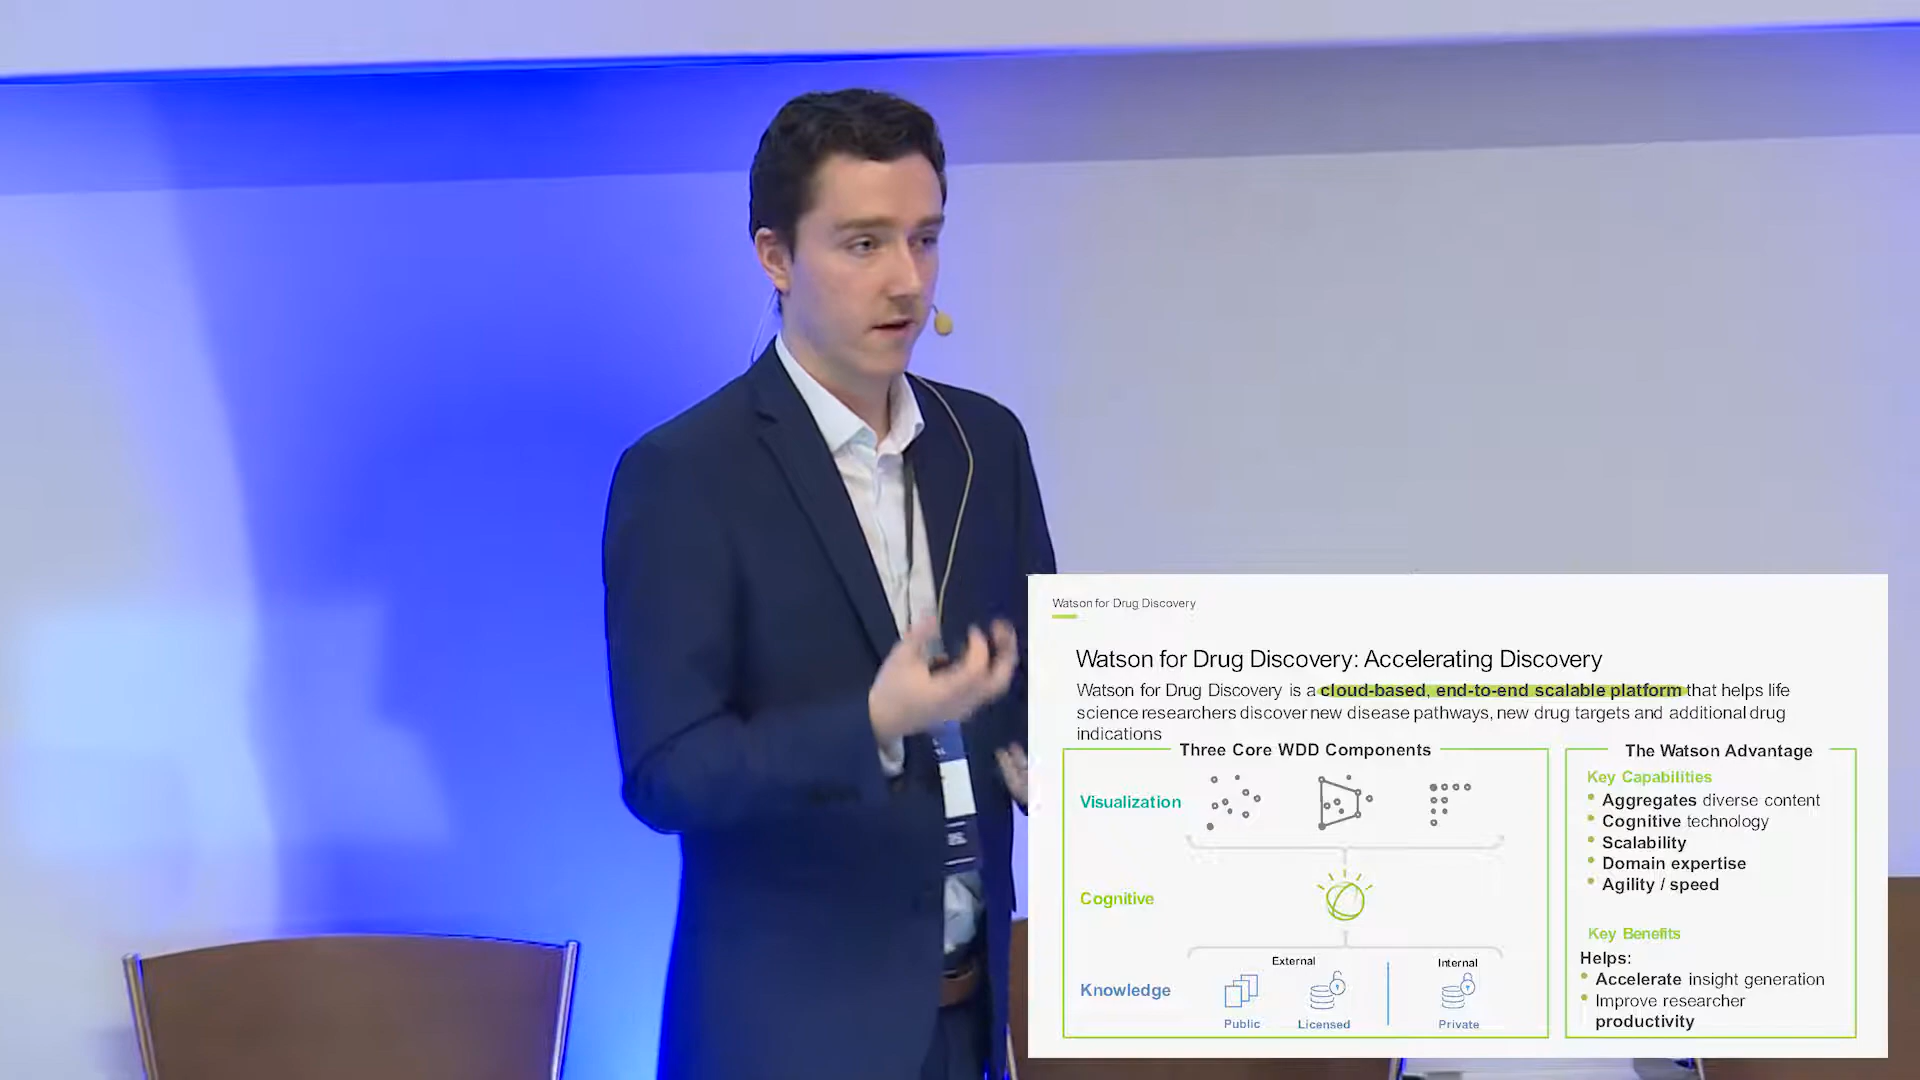 Watson for Drug Discovery
Watson for Drug Discovery: Accelerating Discovery
Watson for Drug Discovery is a cloud-based, end-to-end scalable platform that helps life
science researchers discover new disease pathways, new drug targets and additional drug
indications
Three Core WDD Components
Visualization
Cognitive
External
Internal
Knowledge
Public
Licensed
Private
The Watson Advantage
Key Capabilities
• Aggregates diverse content
• Cognitive technology
• Scalability
• Domain expertise
• Agility / speed
Key Benefits
Helps:
• Accelerate insight generation
• Improve researcher
productivity